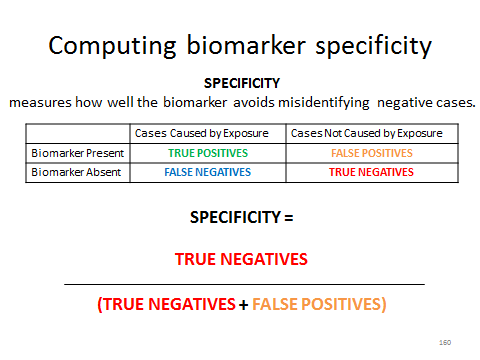 Computing biomarker specificity
SPECIFICITY
measures how well the biomarker avoids misidentifying negative cases.
Cases Caused by Exposure Cases Not Caused by Exposure
Biomarker Present TRUE POSITIVES FALSE POSITIVES
Biomarker Absent FALSE NEGATIVES TRUE NEGATIVES
SPECIFICITY =
TRUE NEGATIVES
(TRUE NEGATIVES + FALSE POSITIVES)
160